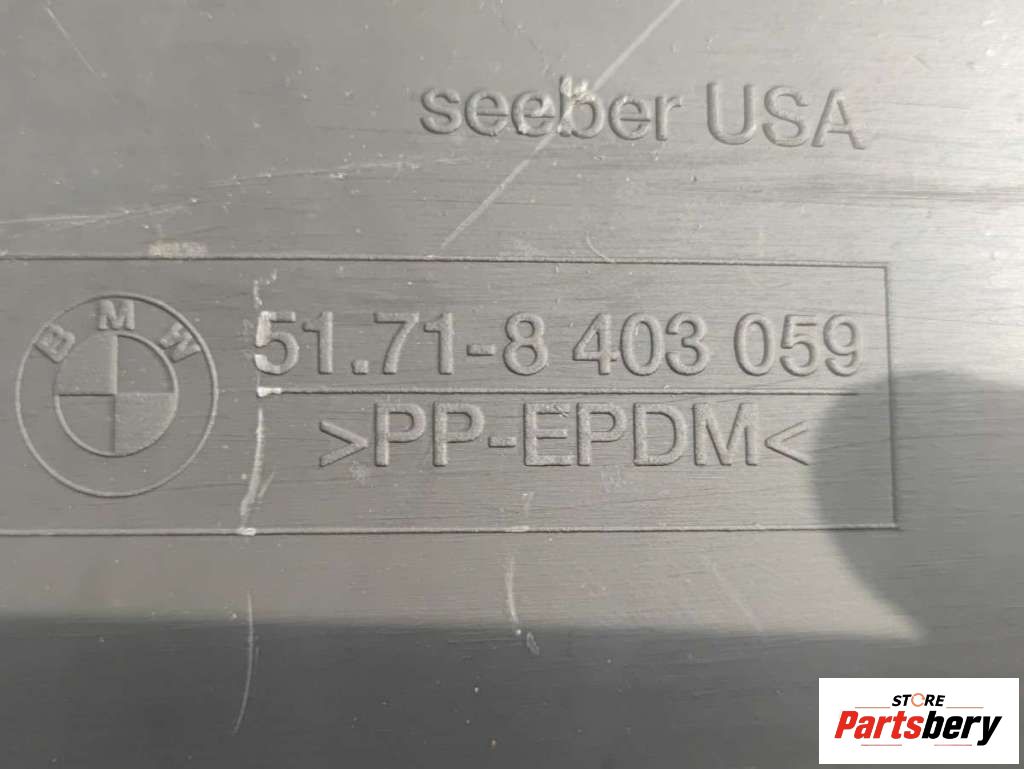 seeber USA
BMW
51.71-8 403 059
>PP-EPDM<
STORE
Partsbery